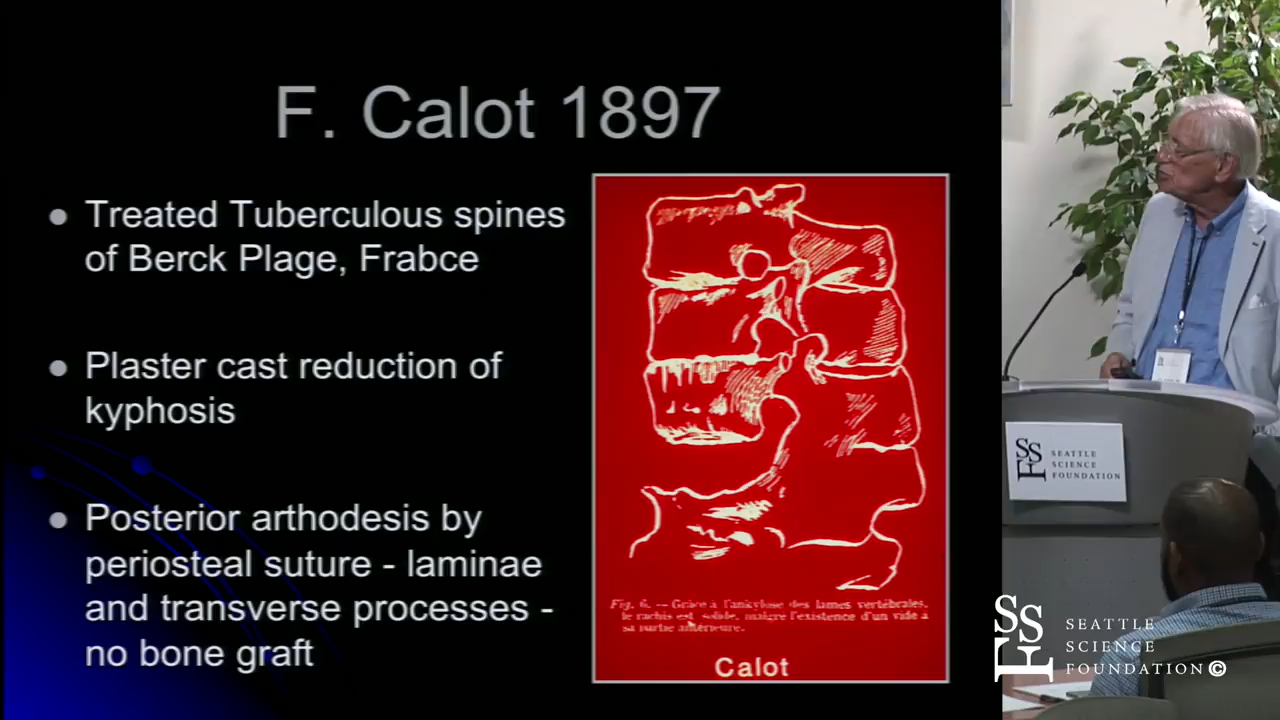 F. Calot 1897
Treated Tuberculous spines
of Berck Plage, Frabce
Plaster cast reduction of
kyphosis
Posterior arthodesis by
periosteal suture - laminae
and transverse processes -
no bone graft
Fig. 6. — Grâce à l'ankylose des lames vertébrales,
le rachis est solide, malgré l'existence d'un vide à
sa partie antérieure.
Calot
SSF
SEATTLE
SCIENCE
FOUNDATION
SSF
SEATTLE
SCIENCE
FOUNDATION©